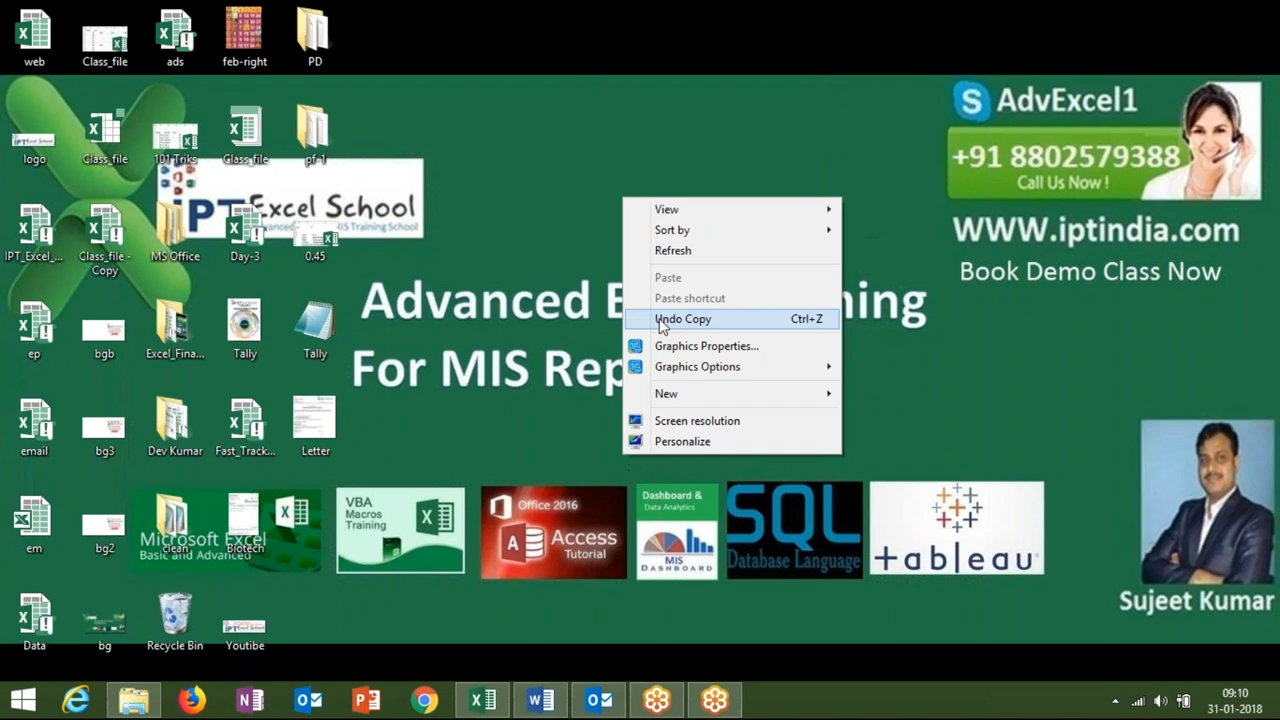 web
Class_file
ads
feb-right
PD
logo
Class_file
101 Triks
Class_file
pf-1
IPT_Excel_...
Class_file - Copy
MS Office
Day-3
0.45
ep
bgb
Excel_Fina...
Tally
Tally
email
bg3
Dev Kumar
Fast_Track...
Letter
em
bg2
clean
Biotech
Data
bg
Recycle Bin
Youtibe
iPT Excel School
AdvExcel1
+91 8802579388
Call Us Now !
WWW.iptindia.com
Book Demo Class Now
Advanced E
ning
For MIS Rep
View
Sort by
Refresh
Paste
Paste shortcut
Undo Copy Ctrl+Z
Graphics Properties...
Graphics Options
New
Screen resolution
Personalize
Microsoft Excel
Basic and Advanced
VBA
Macros
Training
Office 2016
Access
Tutorial
Dashboard &
Data Analytics
MIS
DASHBOARD
SQL
Database Language
+ableau
Sujeet Kumar
09:10
31-01-2018